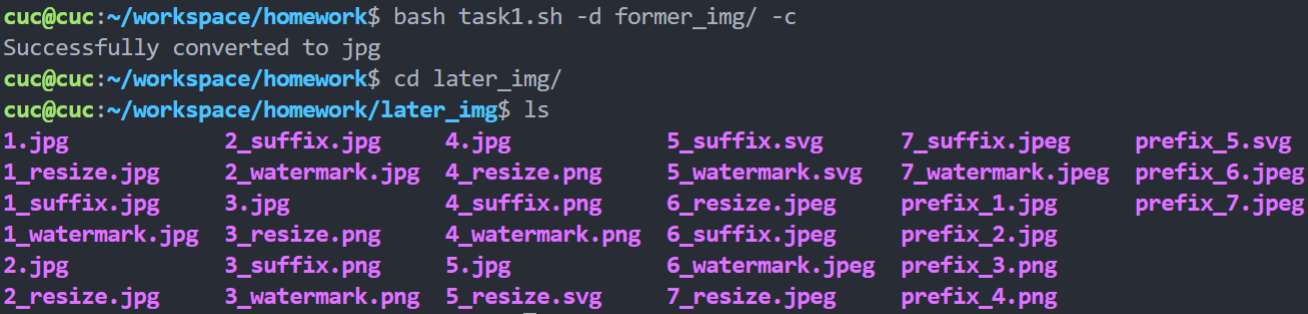 cuc@cuc:~/workspace/homework$ bash task1.sh -d former_img/ -c
Successfully converted to jpg
cuc@cuc:~/workspace/homework$ cd later_img/
cuc@cuc:~/workspace/homework/later_img$ ls
1.jpg 2_suffix.jpg 4.jpg 5_suffix.svg 7_suffix.jpeg prefix_5.svg
1_resize.jpg 2_watermark.jpg 4_resize.png 5_watermark.svg 7_watermark.jpeg prefix_6.jpeg
1_suffix.jpg 3.jpg 4_suffix.png 6_resize.jpeg prefix_1.jpg prefix_7.jpeg
1_watermark.jpg 3_resize.png 4_watermark.png 6_suffix.jpeg prefix_2.jpg
2.jpg 3_suffix.png 5.jpg 6_watermark.jpeg prefix_3.png
2_resize.jpg 3_watermark.png 5_resize.svg 7_resize.jpeg prefix_4.png